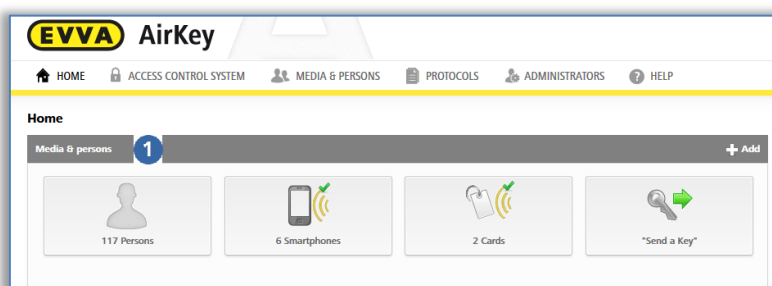 EVVA AirKey
HOME ACCESS CONTROL SYSTEM MEDIA & PERSONS PROTOCOLS ADMINISTRATORS ? HELP
Home
Media & persons 1 Add
117 Persons 6 Smartphones 2 Cards "Send a Key"